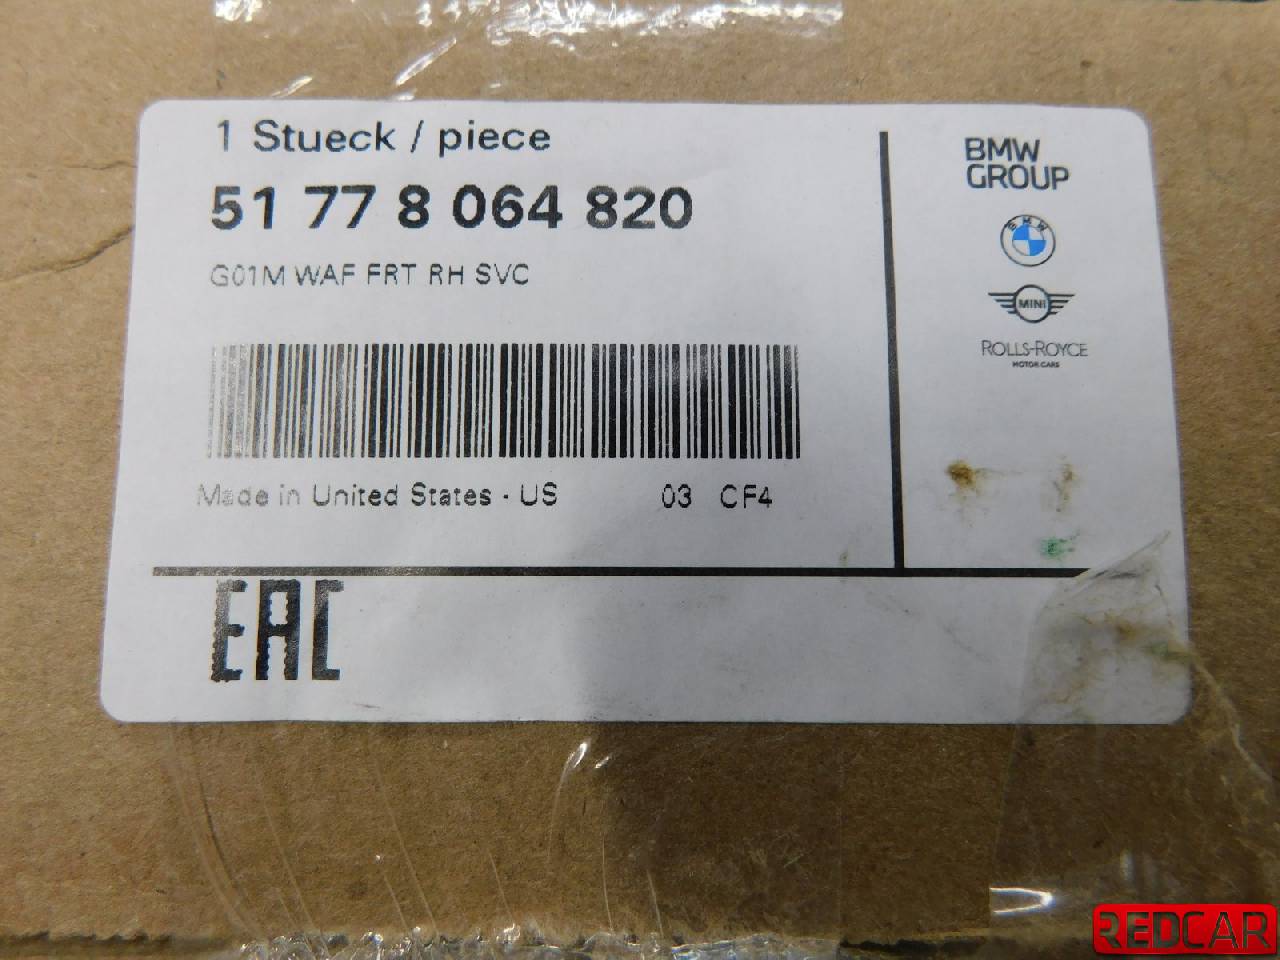 1 Stueck / piece
51 77 8 064 820
G01M WAF FRT RH SVC
Made in United States - US 03 CF4
EAC
BMW
GROUP
BMW
MINI
ROLLS-ROYCE
MOTOR CARS
REDCAR